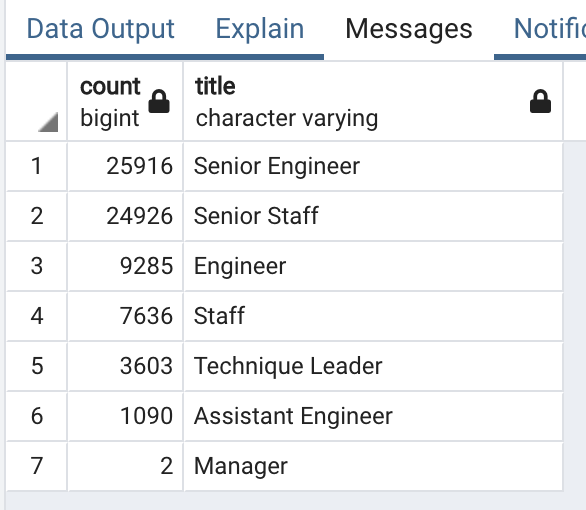 Data Output Explain Messages Notific
count title
bigint character varying
1 25916 Senior Engineer
2 24926 Senior Staff
3 9285 Engineer
4 7636 Staff
5 3603 Technique Leader
6 1090 Assistant Engineer
7 2 Manager